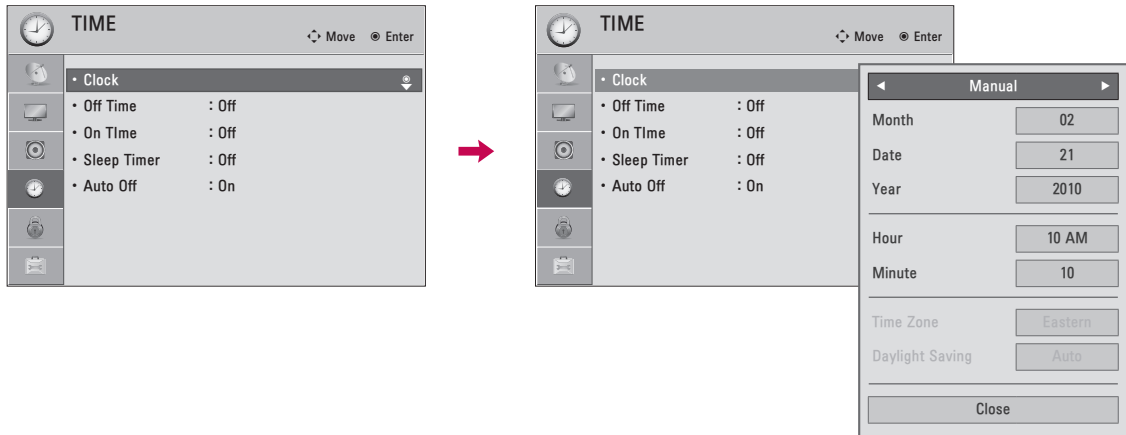 TIME
Move Enter
• Clock
• Off Time : Off
• On TIme : Off
• Sleep Timer : Off
• Auto Off : On
TIME
Move Enter
• Clock
• Off Time : Off
• On TIme : Off
• Sleep Timer : Off
• Auto Off : On
◄ Manual ►
Month 02
Date 21
Year 2010
Hour 10 AM
Minute 10
Time Zone Eastern
Daylight Saving Auto
Close